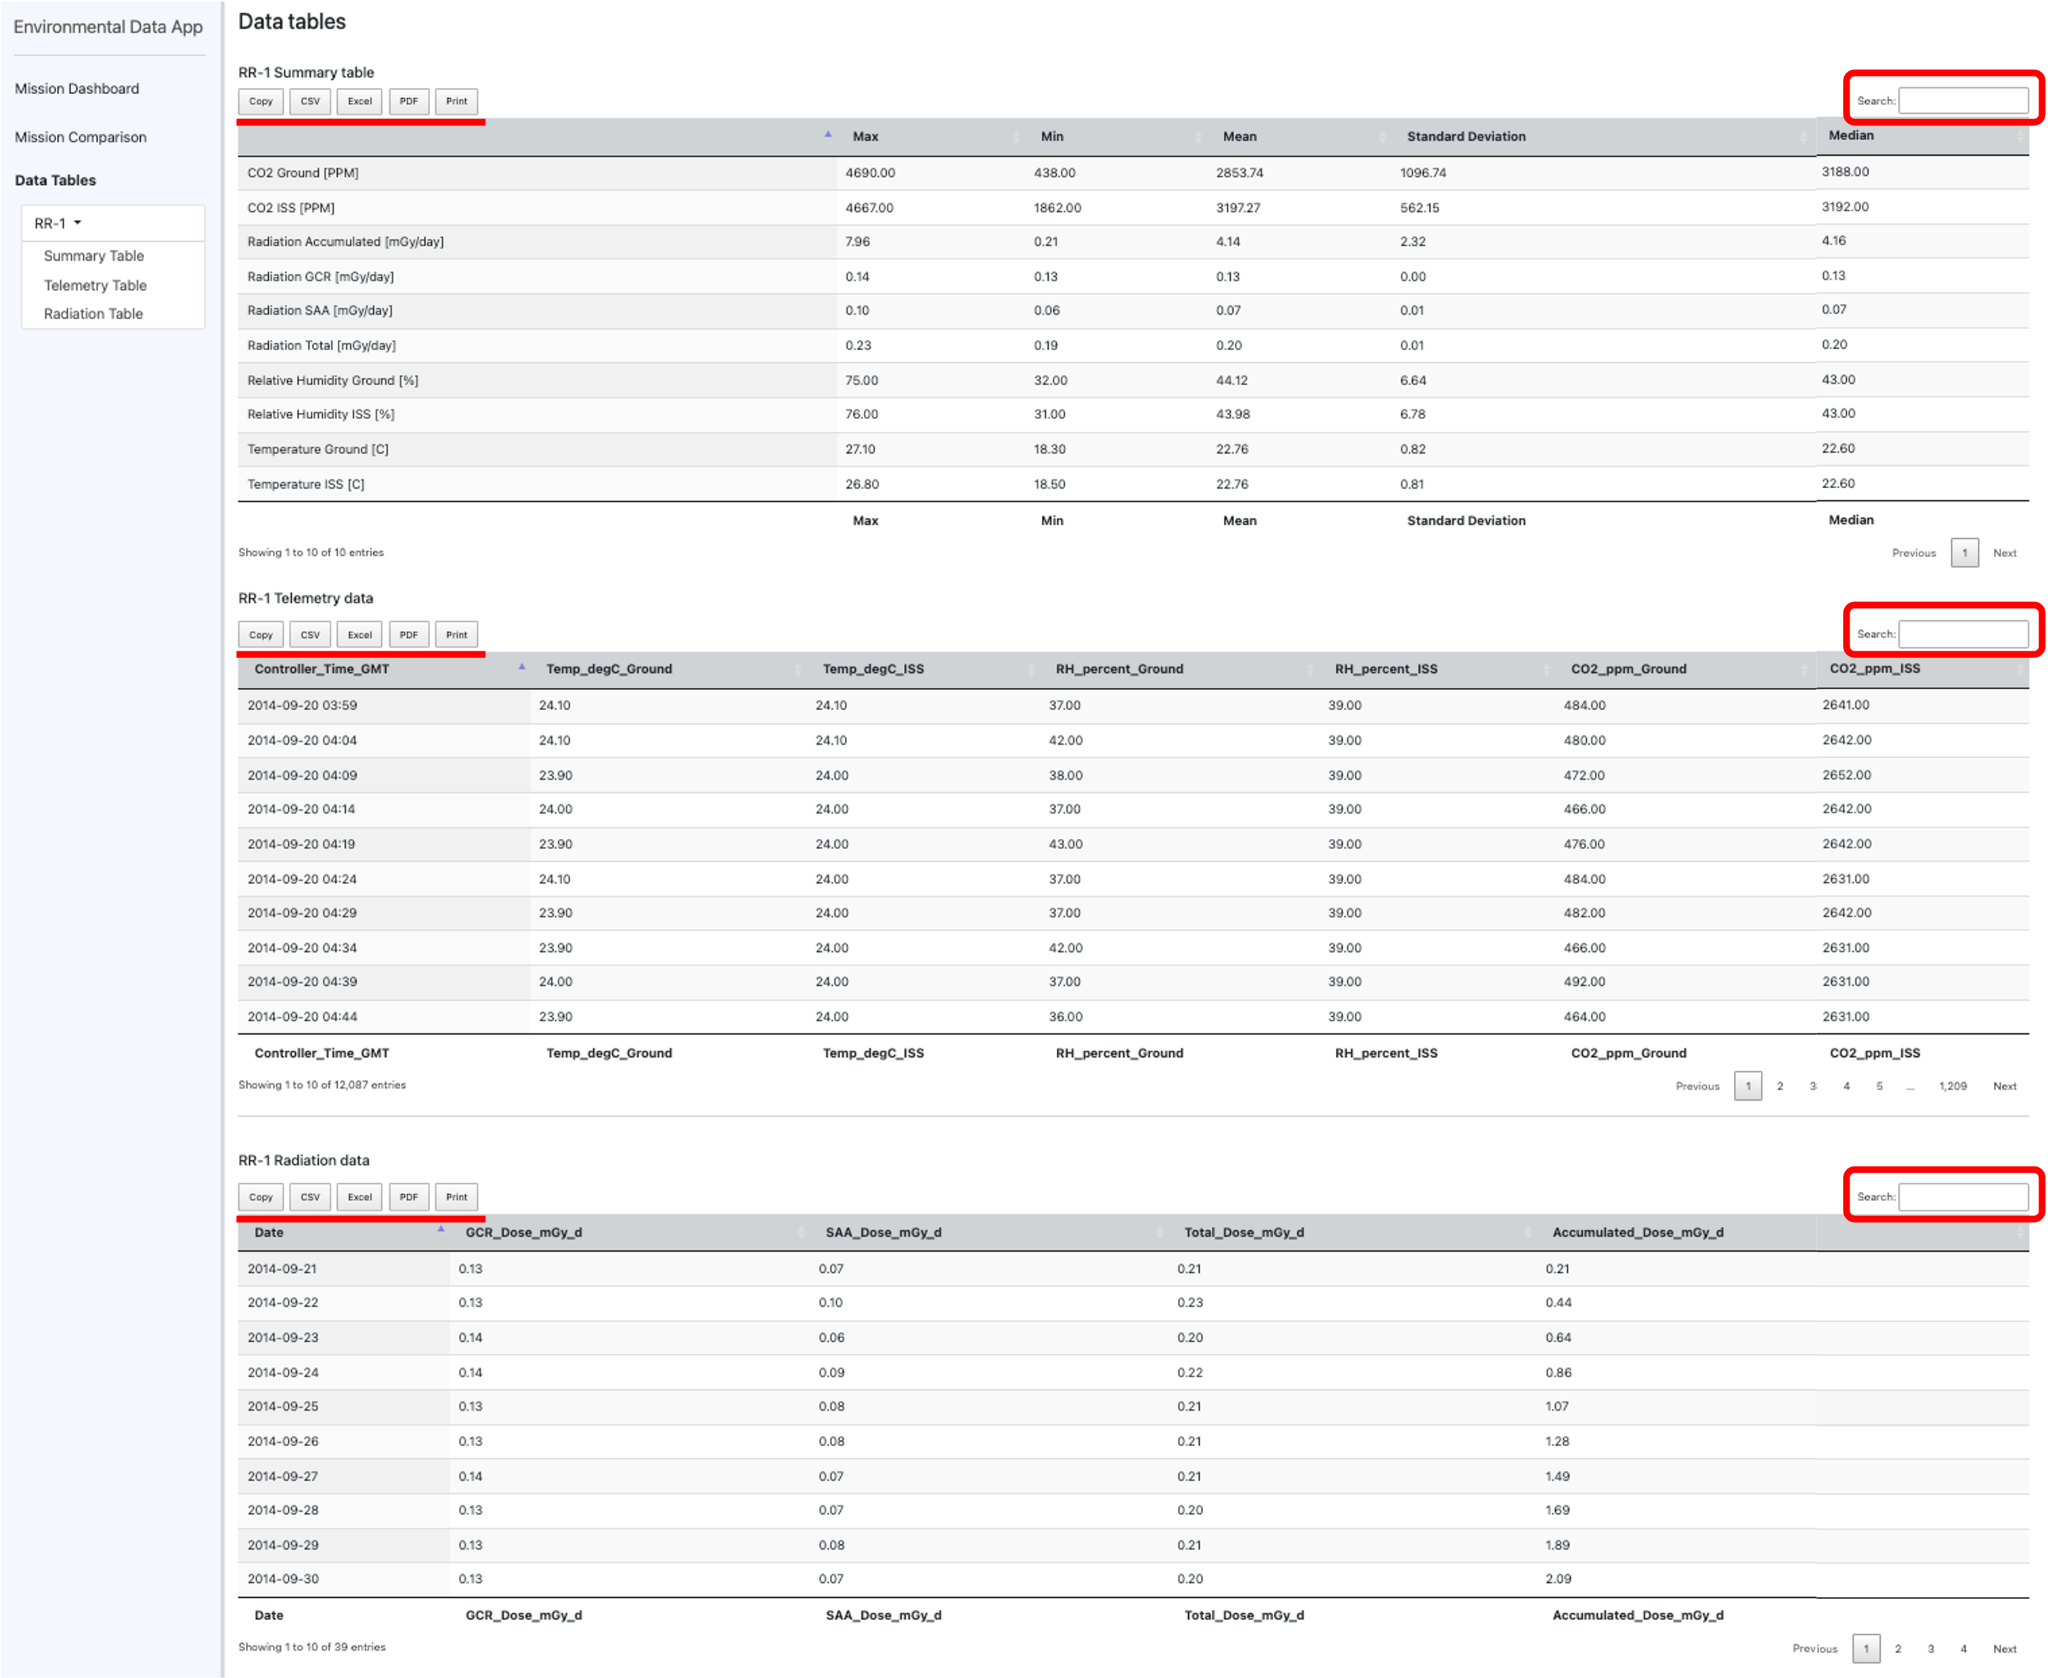 Environmental Data App
Mission Dashboard
Mission Comparison
Data Tables
RR-1
Summary Table
Telemetry Table
Radiation Table
Data tables
RR-1 Summary table
Copy CSV Excel PDF Print Search:
Max Min Mean Standard Deviation Median
CO2 Ground [PPM] 4690.00 438.00 2853.74 1096.74 3188.00
CO2 ISS [PPM] 4667.00 1862.00 3197.27 562.15 3192.00
Radiation Accumulated [mGy/day] 7.96 0.21 4.14 2.32 4.16
Radiation GCR [mGy/day] 0.14 0.13 0.13 0.00 0.13
Radiation SAA [mGy/day] 0.10 0.06 0.07 0.01 0.07
Radiation Total [mGy/day] 0.23 0.19 0.20 0.01 0.20
Relative Humidity Ground [%] 75.00 32.00 44.12 6.64 43.00
Relative Humidity ISS [%] 76.00 31.00 43.98 6.78 43.00
Temperature Ground [C] 27.10 18.30 22.76 0.82 22.60
Temperature ISS [C] 26.80 18.50 22.76 0.81 22.60
Max Min Mean Standard Deviation Median
Showing 1 to 10 of 10 entries Previous 1 Next
RR-1 Telemetry data
Copy CSV Excel PDF Print Search:
Controller_Time_GMT Temp_degC_Ground Temp_degC_ISS RH_percent_Ground RH_percent_ISS CO2_ppm_Ground CO2_ppm_ISS
2014-09-20 03:59 24.10 24.10 37.00 39.00 484.00 2641.00
2014-09-20 04:04 24.10 24.10 42.00 39.00 480.00 2642.00
2014-09-20 04:09 23.90 24.00 38.00 39.00 472.00 2652.00
2014-09-20 04:14 24.00 24.00 37.00 39.00 466.00 2642.00
2014-09-20 04:19 23.90 24.00 43.00 39.00 476.00 2642.00
2014-09-20 04:24 24.10 24.00 37.00 39.00 484.00 2631.00
2014-09-20 04:29 23.90 24.00 37.00 39.00 482.00 2642.00
2014-09-20 04:34 23.90 24.00 42.00 39.00 466.00 2631.00
2014-09-20 04:39 24.00 24.00 37.00 39.00 492.00 2631.00
2014-09-20 04:44 23.90 24.00 36.00 39.00 464.00 2631.00
Controller_Time_GMT Temp_degC_Ground Temp_degC_ISS RH_percent_Ground RH_percent_ISS CO2_ppm_Ground CO2_ppm_ISS
Showing 1 to 10 of 12,087 entries Previous 1 2 3 4 5 ... 1,209 Next
RR-1 Radiation data
Copy CSV Excel PDF Print Search:
Date GCR_Dose_mGy_d SAA_Dose_mGy_d Total_Dose_mGy_d Accumulated_Dose_mGy_d
2014-09-21 0.13 0.07 0.21 0.21
2014-09-22 0.13 0.10 0.23 0.44
2014-09-23 0.14 0.06 0.20 0.64
2014-09-24 0.14 0.09 0.22 0.86
2014-09-25 0.13 0.08 0.21 1.07
2014-09-26 0.13 0.08 0.21 1.28
2014-09-27 0.14 0.07 0.21 1.49
2014-09-28 0.13 0.07 0.20 1.69
2014-09-29 0.13 0.08 0.21 1.89
2014-09-30 0.13 0.07 0.20 2.09
Date GCR_Dose_mGy_d SAA_Dose_mGy_d Total_Dose_mGy_d Accumulated_Dose_mGy_d
Showing 1 to 10 of 39 entries Previous 1 2 3 4 Next